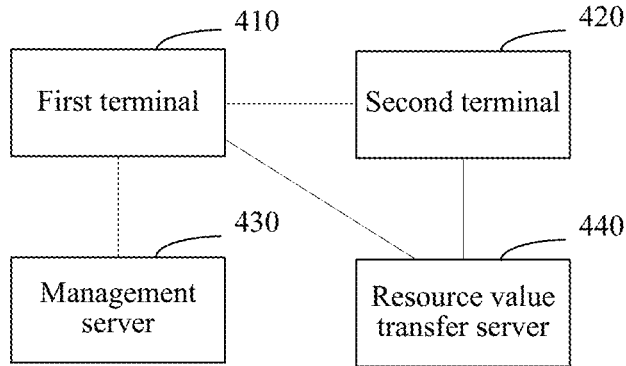 410
First terminal
420
Second terminal
430
Management
server
440
Resource value
transfer server